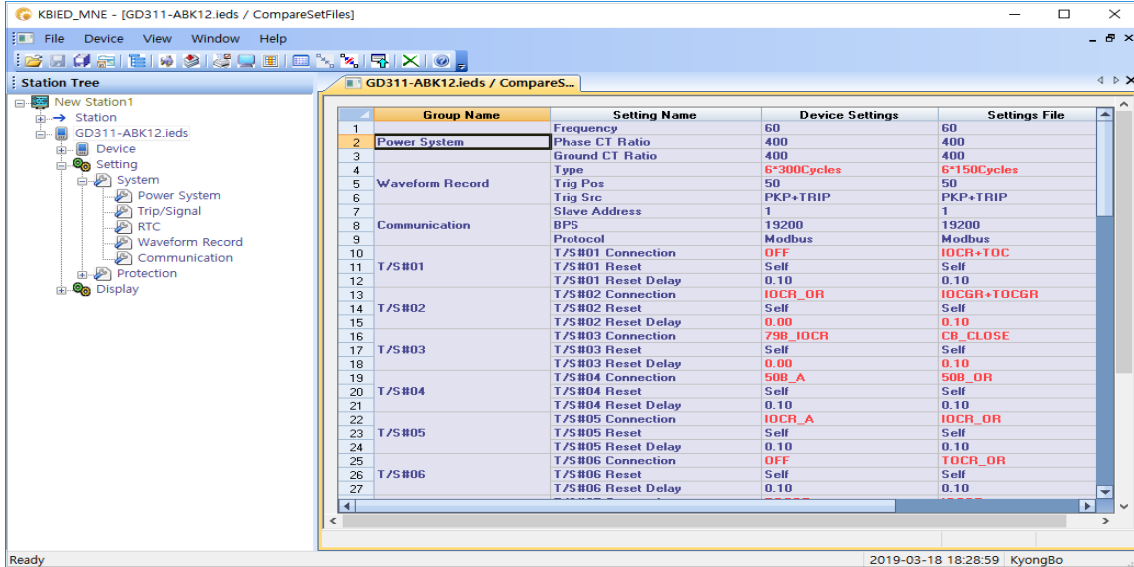 KBIED_MNE - [GD311-ABK12.ieds / CompareSetFiles]
File Device View Window Help
Station Tree
GD311-ABK12.ieds / CompareS...
New Station1
Station
GD311-ABK12.ieds
Device
Setting
System
Power System
Trip/Signal
RTC
Waveform Record
Communication
Protection
Display
Group Name Setting Name Device Settings Settings File
1 Frequency 60 60
2 Power System Phase CT Ratio 400 400
3 Ground CT Ratio 400 400
4 Type 6*300Cycles 6*150Cycles
5 Waveform Record Trig Pos 50 50
6 Trig Src PKP+TRIP PKP+TRIP
7 Slave Address 1 1
8 Communication BPS 19200 19200
9 Protocol Modbus Modbus
10 T/S#01 Connection OFF IOCR+TOC
11 T/S#01 T/S#01 Reset Self Self
12 T/S#01 Reset Delay 0.10 0.10
13 T/S#02 Connection IOCR_OR IOCGR+TOCGR
14 T/S#02 T/S#02 Reset Self Self
15 T/S#02 Reset Delay 0.00 0.10
16 T/S#03 Connection 79B_IOCR CB_CLOSE
17 T/S#03 T/S#03 Reset Self Self
18 T/S#03 Reset Delay 0.00 0.10
19 T/S#04 Connection 50B_A 50B_OR
20 T/S#04 T/S#04 Reset Self Self
21 T/S#04 Reset Delay 0.10 0.10
22 T/S#05 Connection IOCR_A IOCR_OR
23 T/S#05 T/S#05 Reset Self Self
24 T/S#05 Reset Delay 0.10 0.10
25 T/S#06 Connection OFF TOCR_OR
26 T/S#06 T/S#06 Reset Self Self
27 T/S#06 Reset Delay 0.10 0.10
Ready 2019-03-18 18:28:59 KyongBo